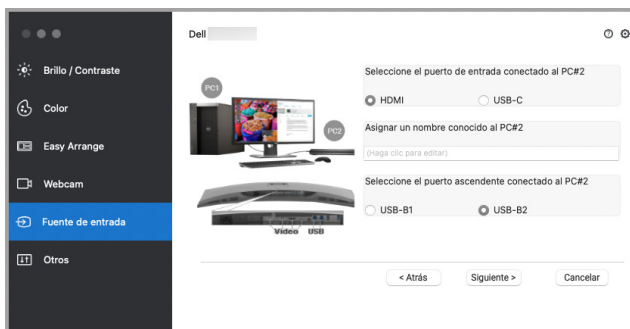 Dell
Brillo / Contraste
Color
Easy Arrange
Webcam
Fuente de entrada
Otros
PC1
PC2
Video USB
Seleccione el puerto de entrada conectado al PC#2
HDMI USB-C
Asignar un nombre conocido al PC#2
(Haga clic para editar)
Seleccione el puerto ascendente conectado al PC#2
USB-B1 USB-B2
< Atrás Siguiente > Cancelar